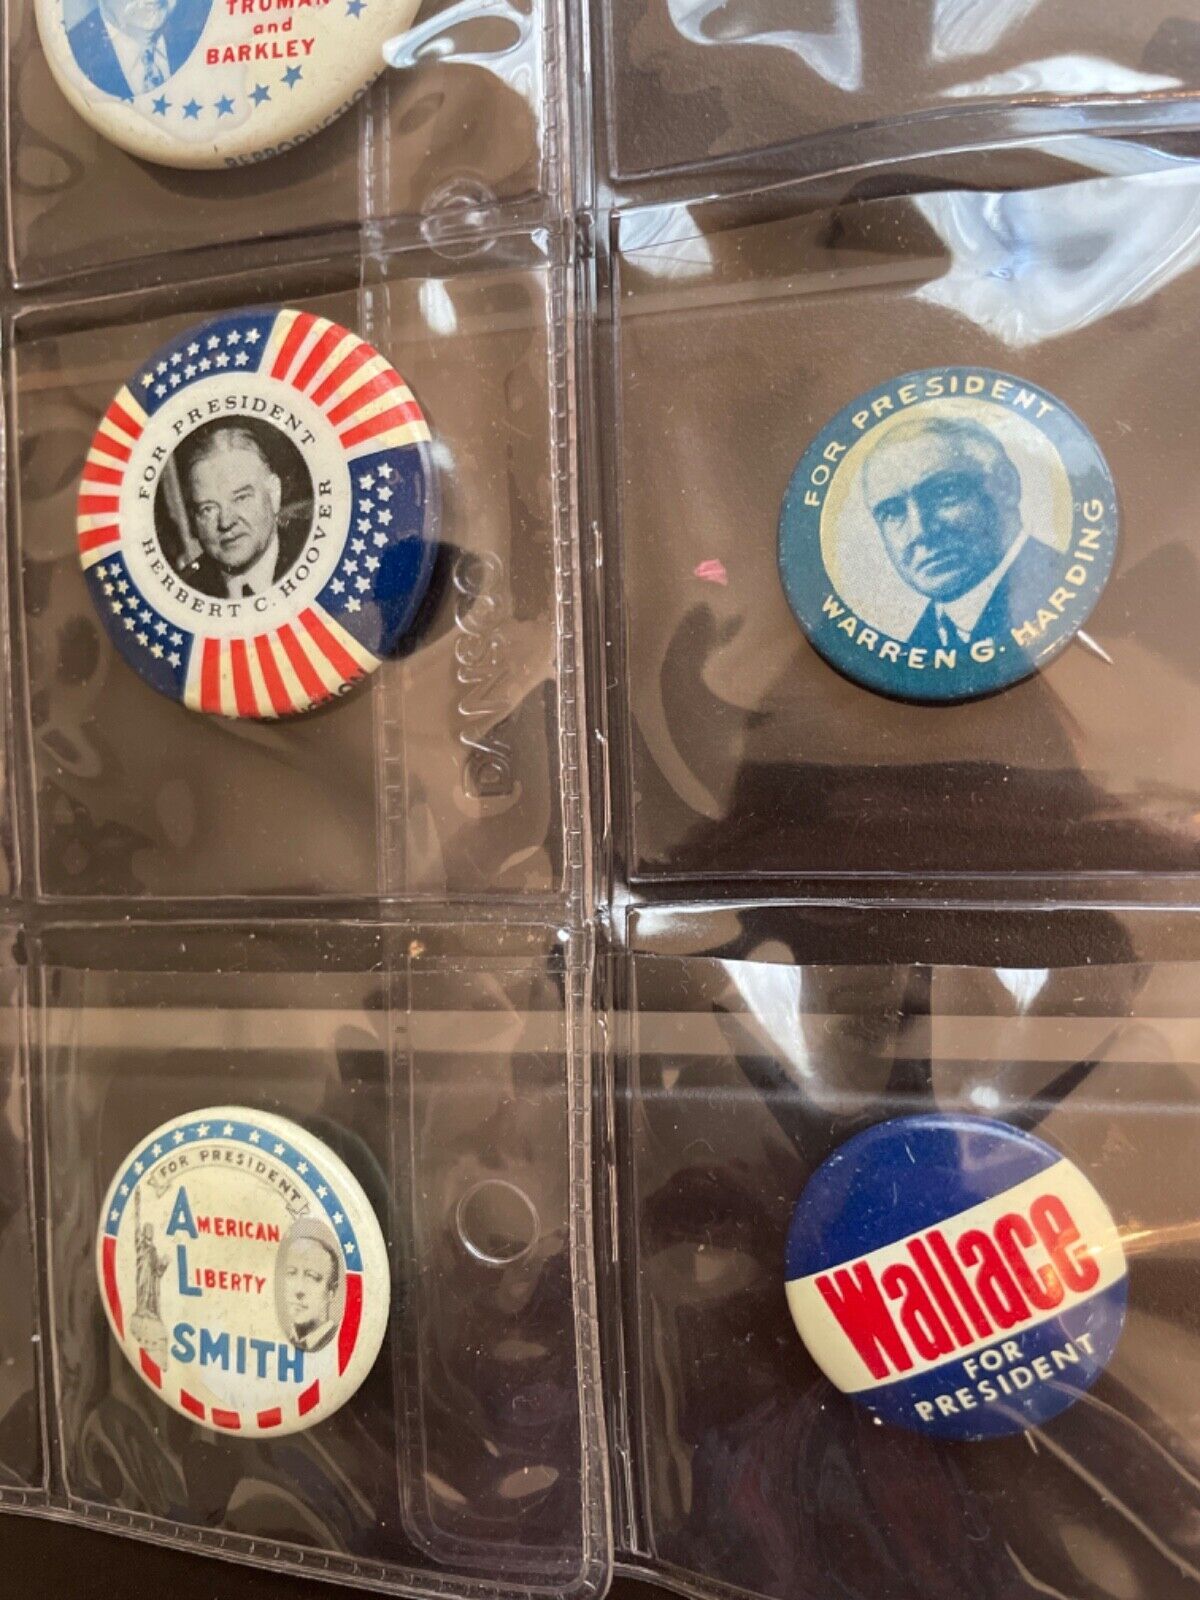 TRUMAN
and
BARKLEY
REPRODUCTION
FOR PRESIDENT
HERBERT C. HOOVER
FOR PRESIDENT
WARREN G. HARDING
DANSCO
FOR PRESIDENT
AMERICAN
LIBERTY
SMITH
Wallace
FOR
PRESIDENT